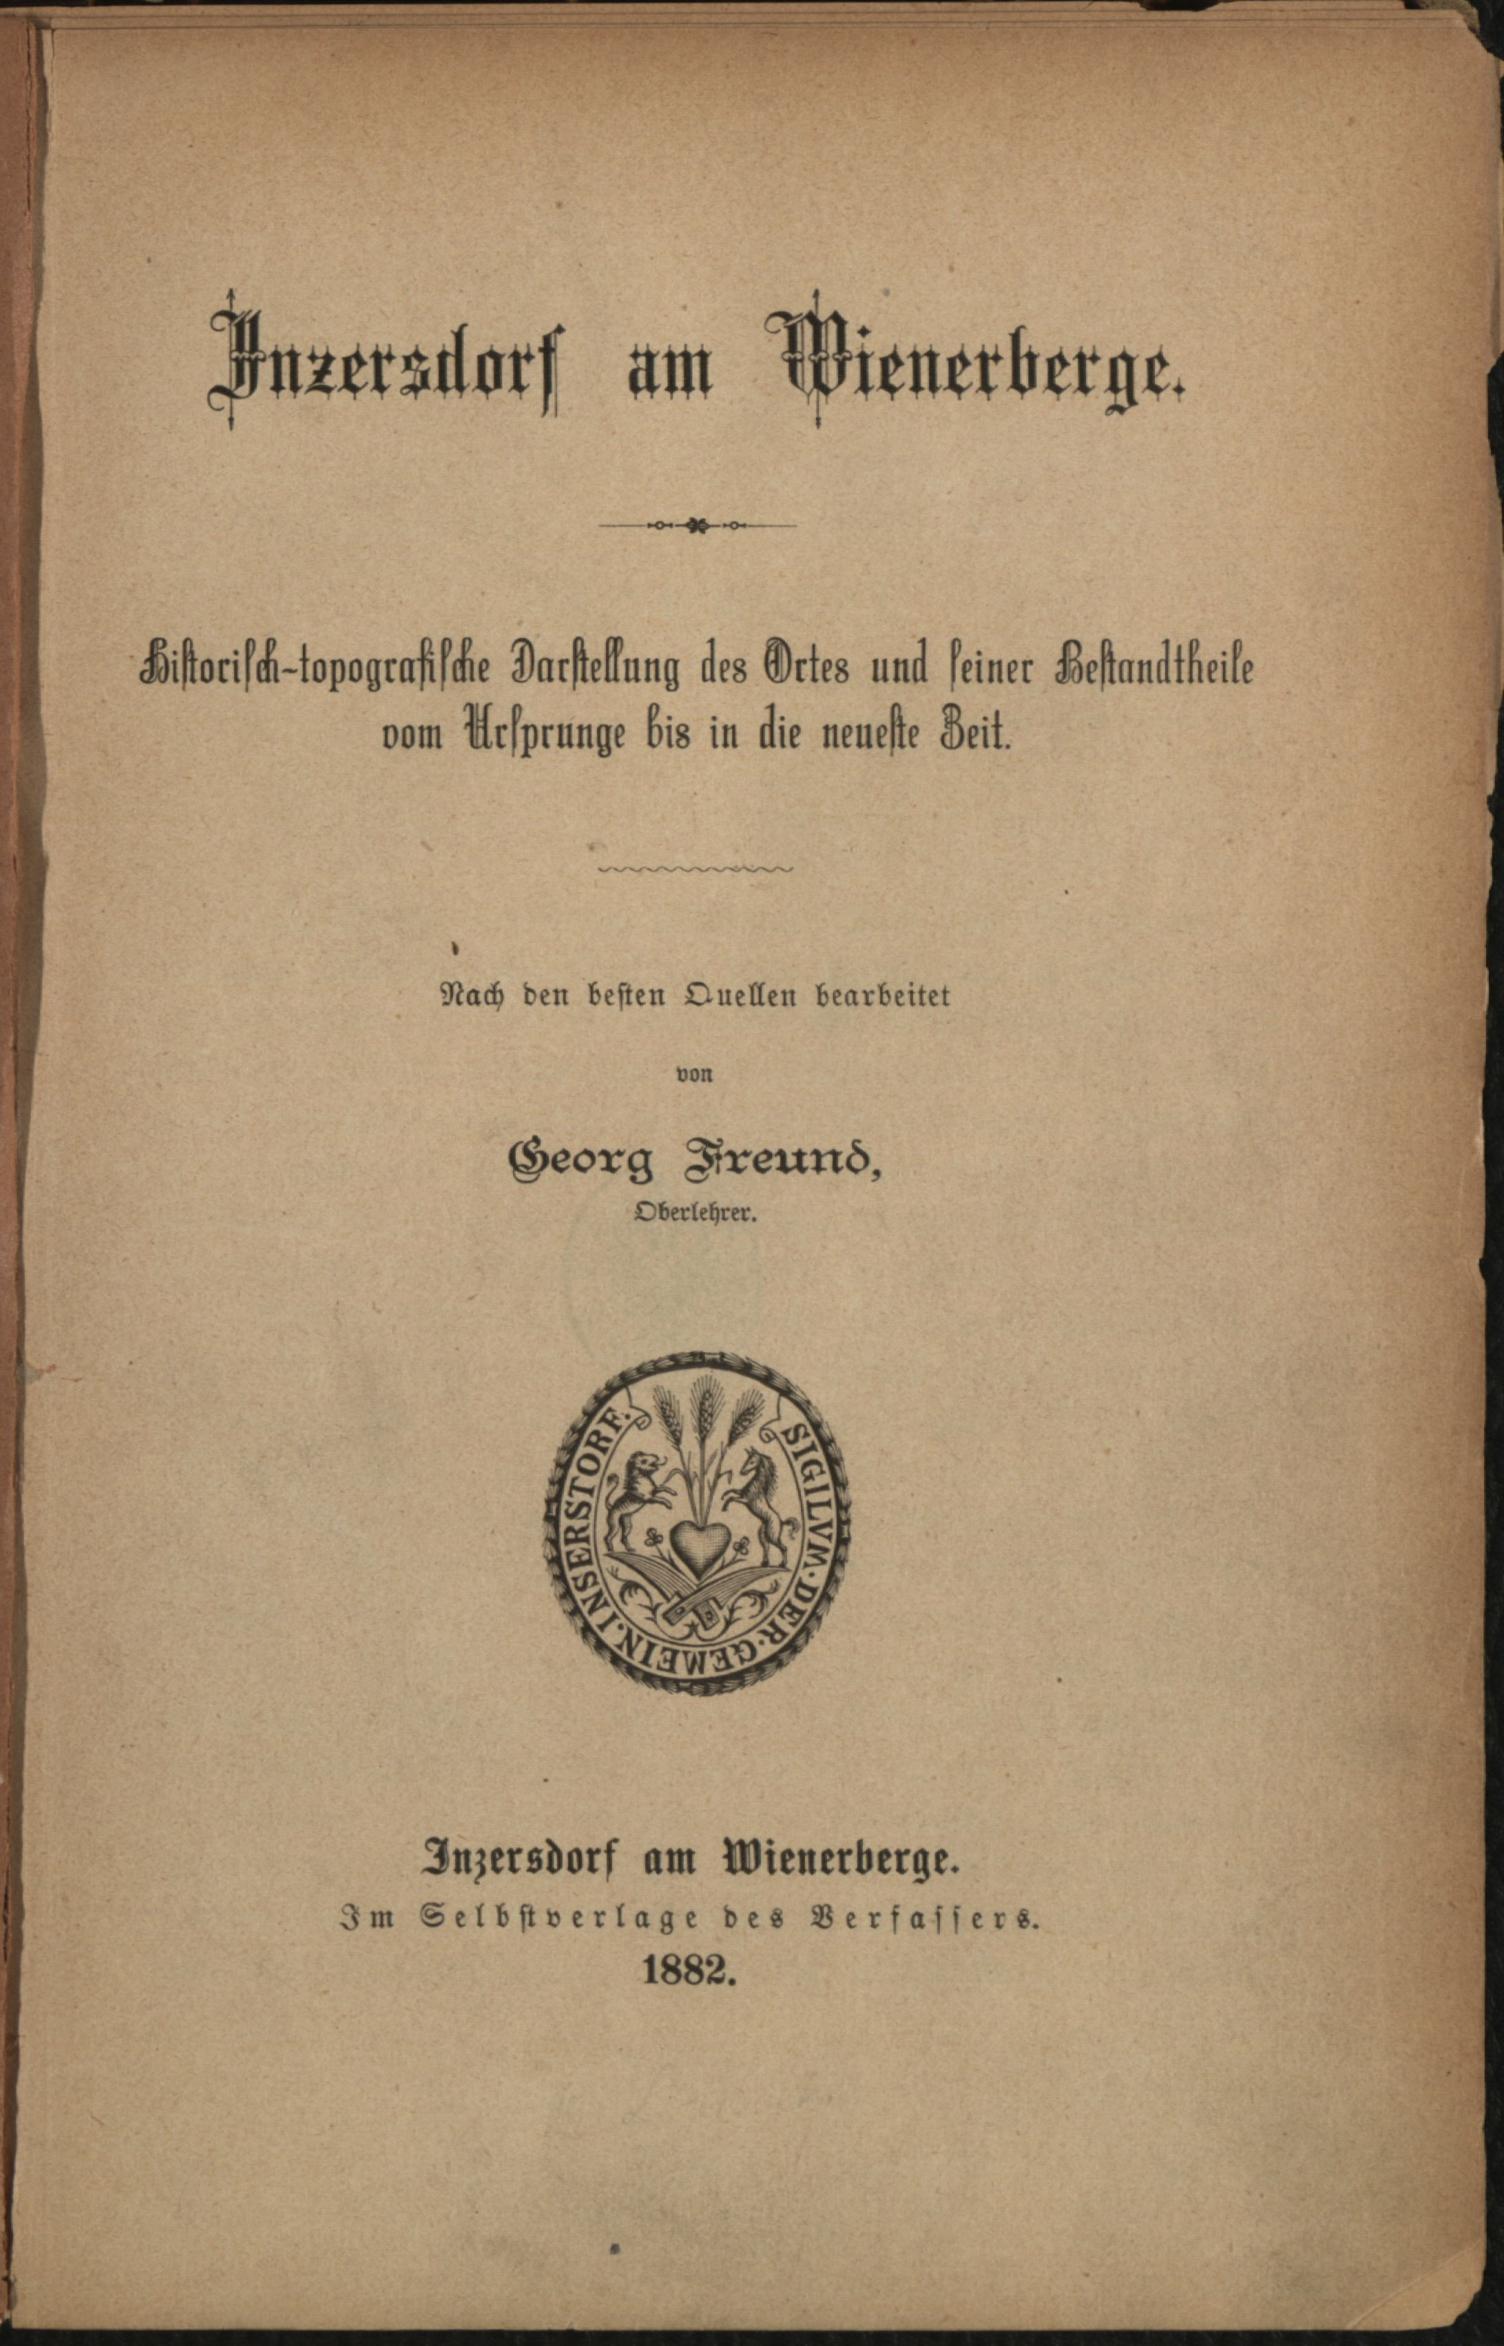 Inzersdorf am Wienerberge.
Historisch-topografische Darstellung des Ortes und seiner Bestandtheile
vom Ursprunge bis in die neueste Zeit.
Nach den besten Quellen bearbeitet
von
Georg Freund,
Oberlehrer.
SIGILVM·DER·GEMEIN·INSERSTORF.
Inzersdorf am Wienerberge.
Im Selbstverlage des Verfassers.
1882.